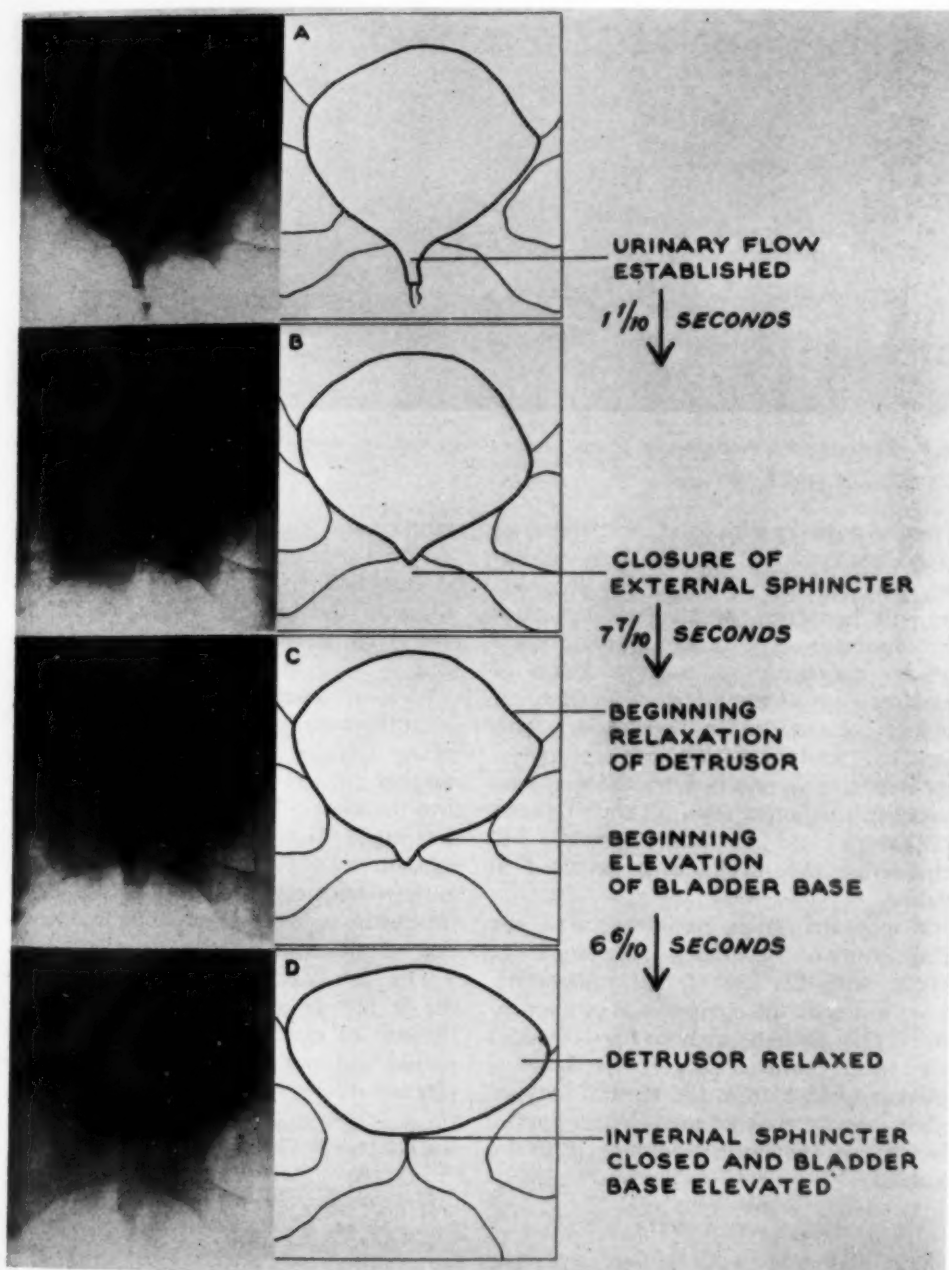 A
URINARY FLOW
ESTABLISHED
1 1/10 SECONDS
B
CLOSURE OF
EXTERNAL SPHINCTER
7 7/10 SECONDS
C
BEGINNING
RELAXATION
OF DETRUSOR
BEGINNING
ELEVATION
OF BLADDER BASE
6 6/10 SECONDS
D
DETRUSOR RELAXED
INTERNAL SPHINCTER
CLOSED AND BLADDER
BASE ELEVATED